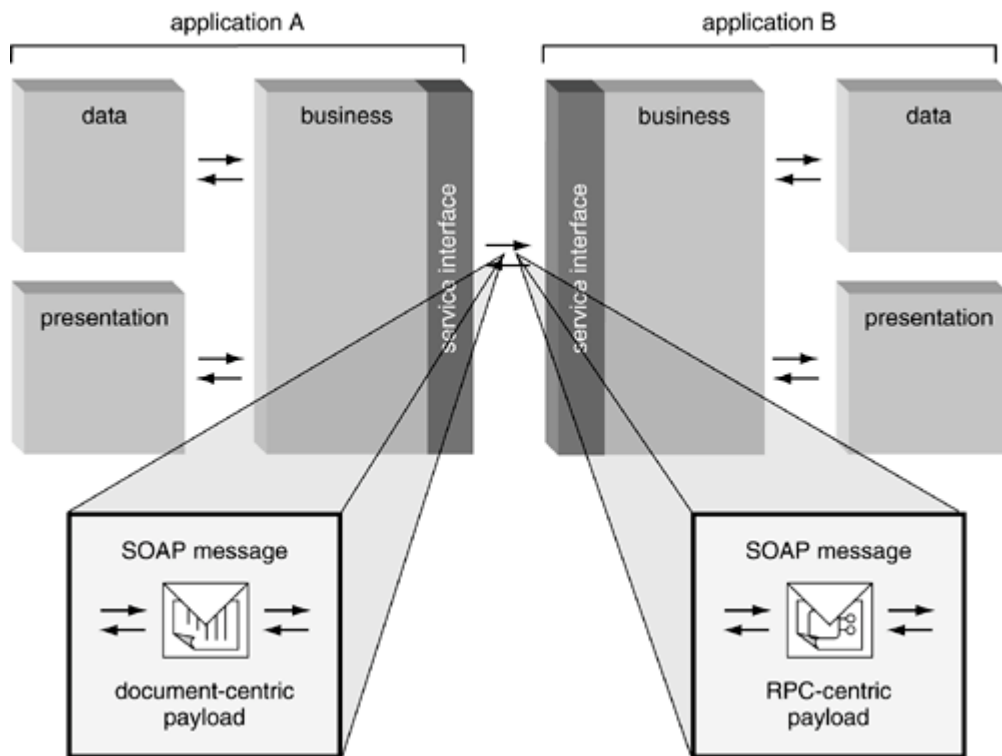 application A
application B
data
business
service interface
presentation
service interface
business
data
presentation
SOAP message
document-centric
payload
SOAP message
RPC-centric
payload